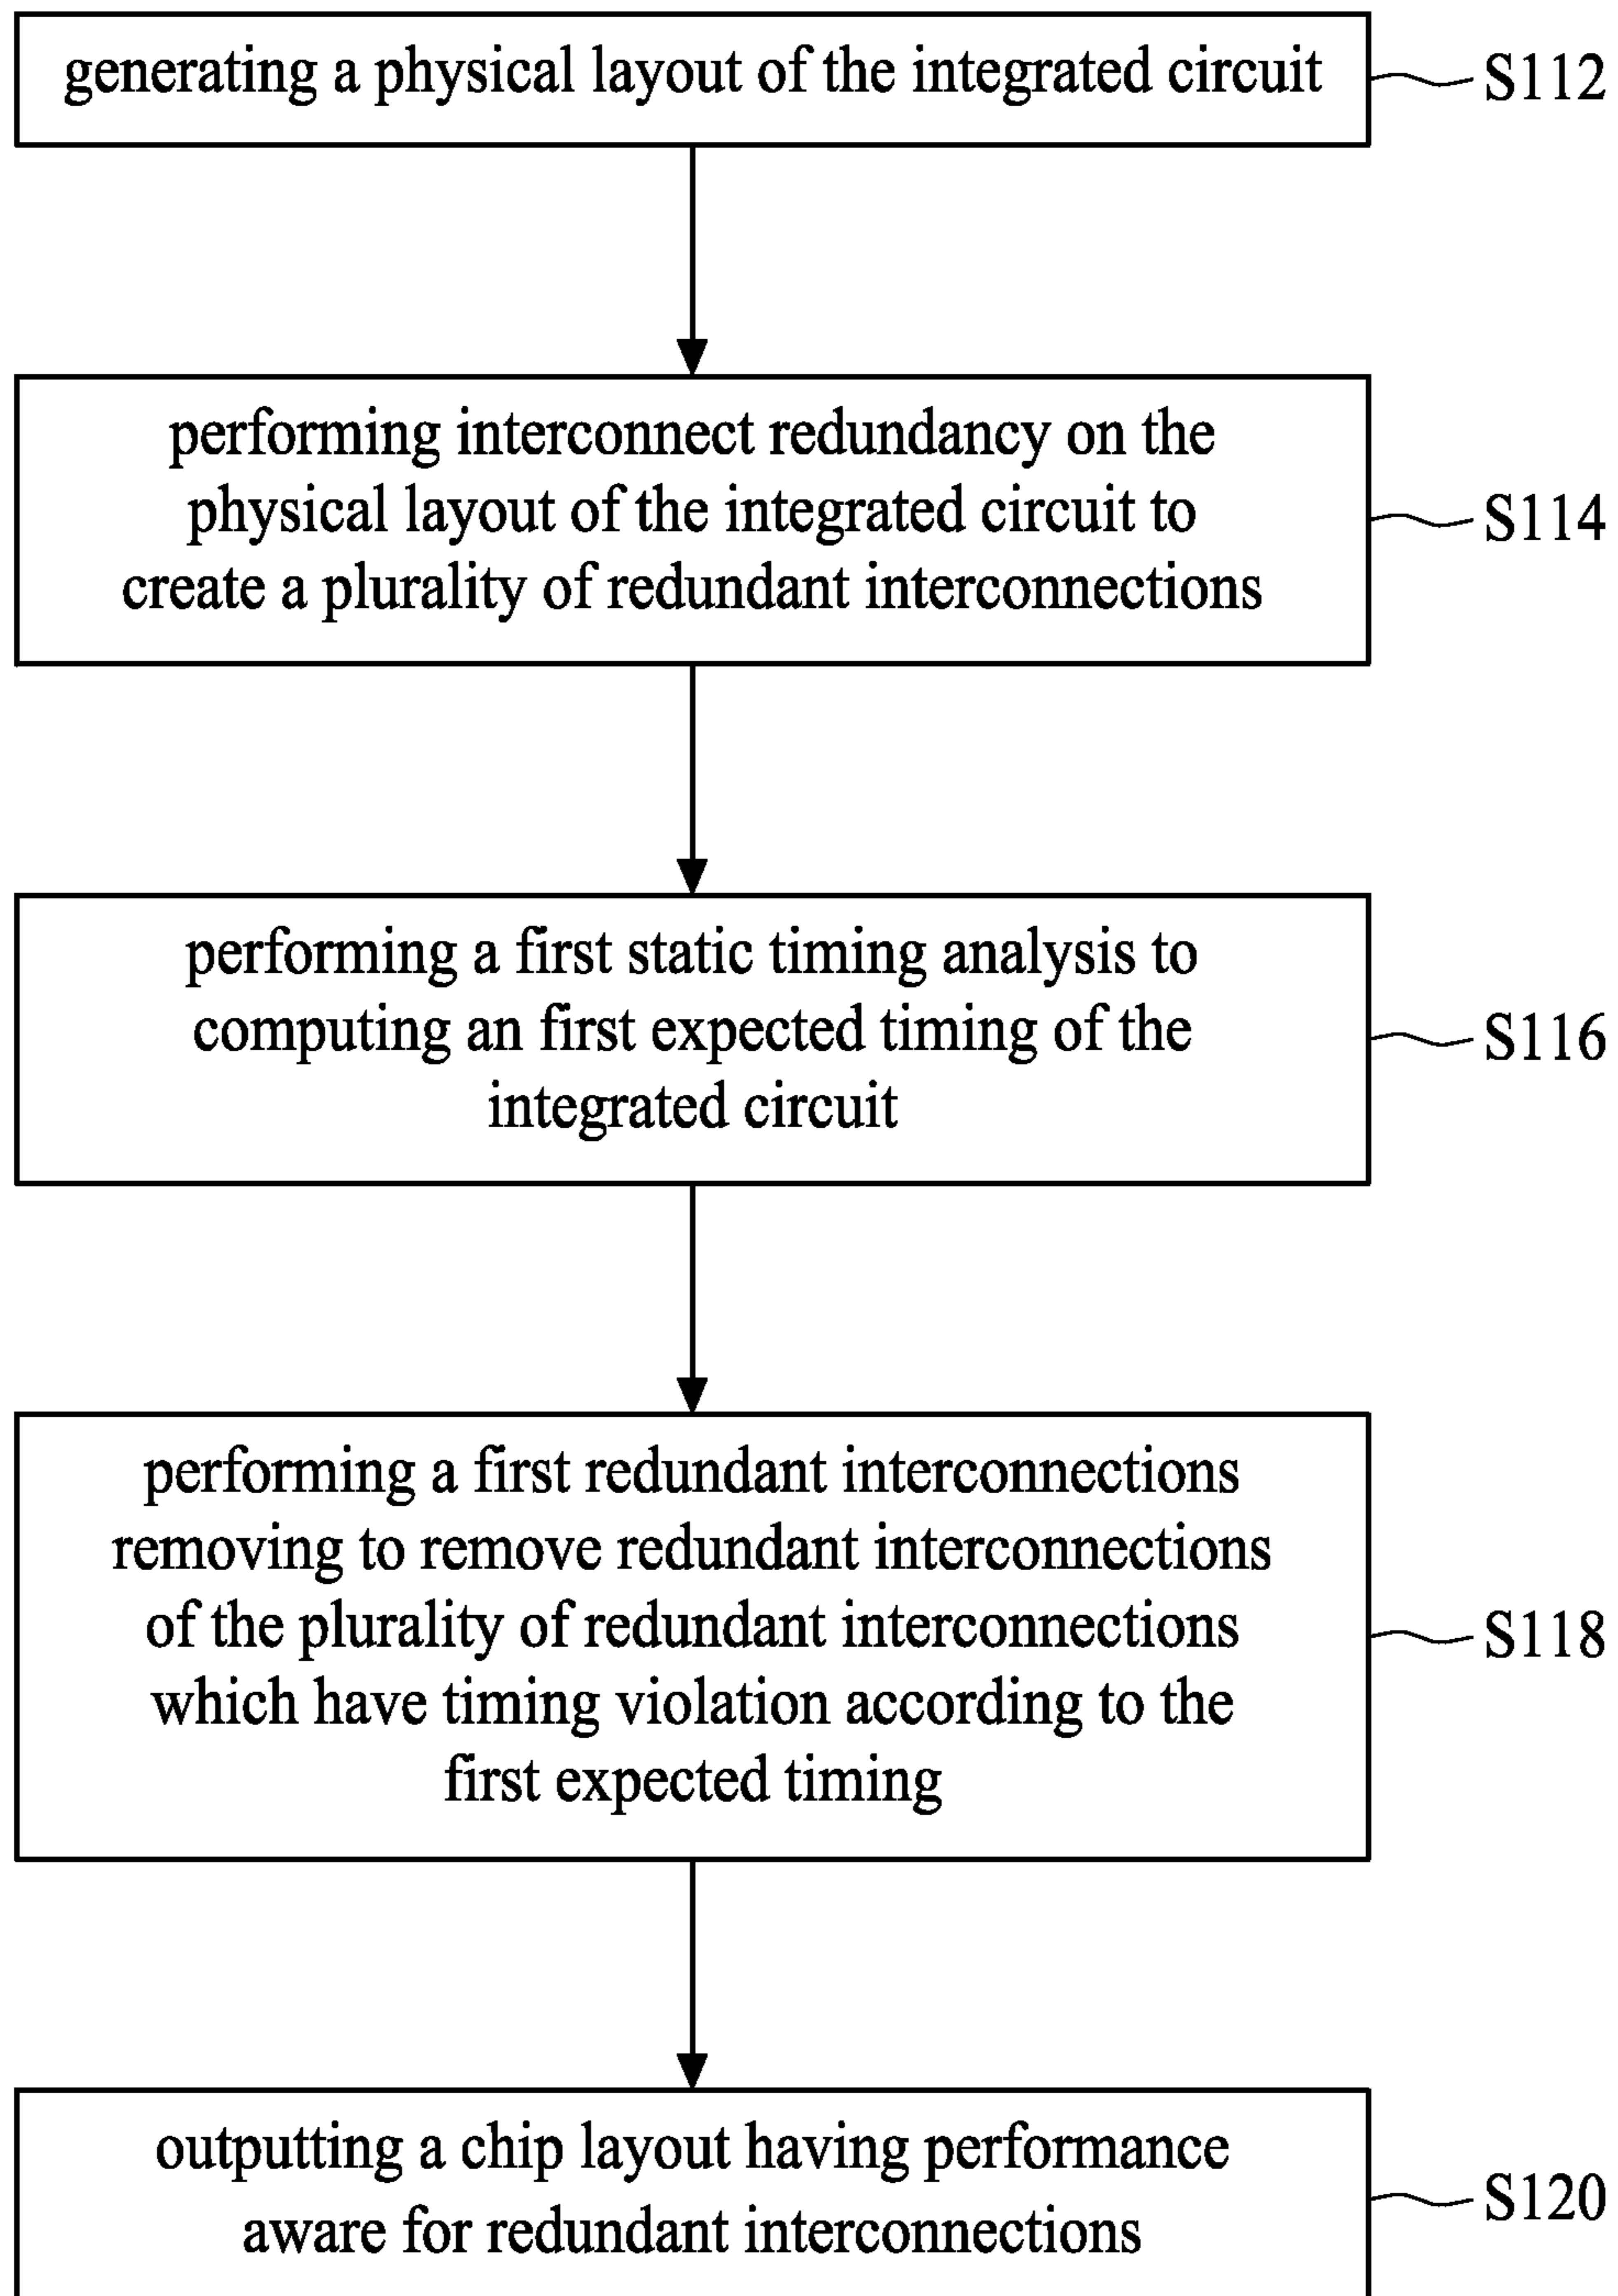 generating a physical layout of the integrated circuit
S112
performing interconnect redundancy on the
physical layout of the integrated circuit to
create a plurality of redundant interconnections
S114
performing a first static timing analysis to
computing an first expected timing of the
integrated circuit
S116
performing a first redundant interconnections
removing to remove redundant interconnections
of the plurality of redundant interconnections
which have timing violation according to the
first expected timing
S118
outputting a chip layout having performance
aware for redundant interconnections
S120